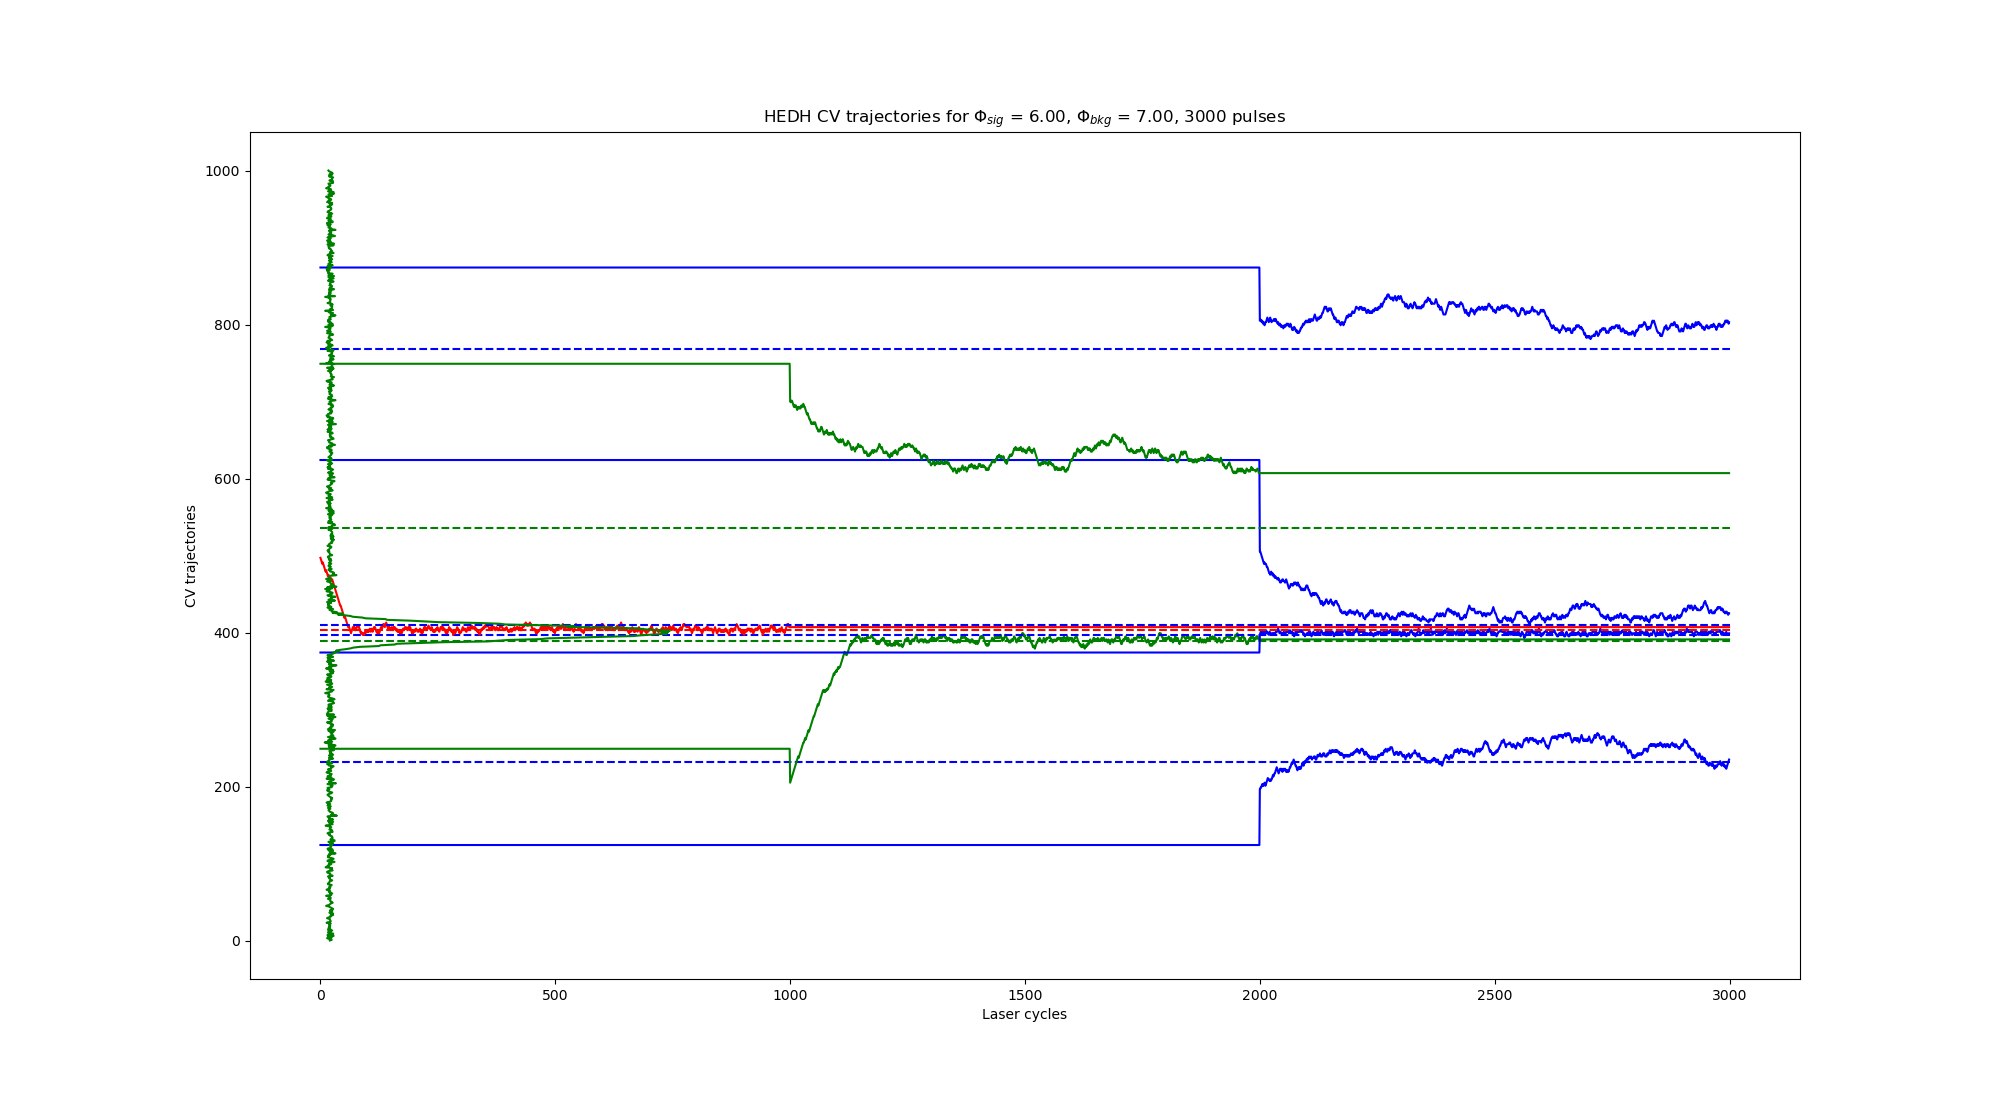 HEDH CV trajectories for Φsig = 6.00, Φbkg = 7.00, 3000 pulses
1000
800
600
400
200
0
CV trajectories
0 500 1000 1500 2000 2500 3000
Laser cycles